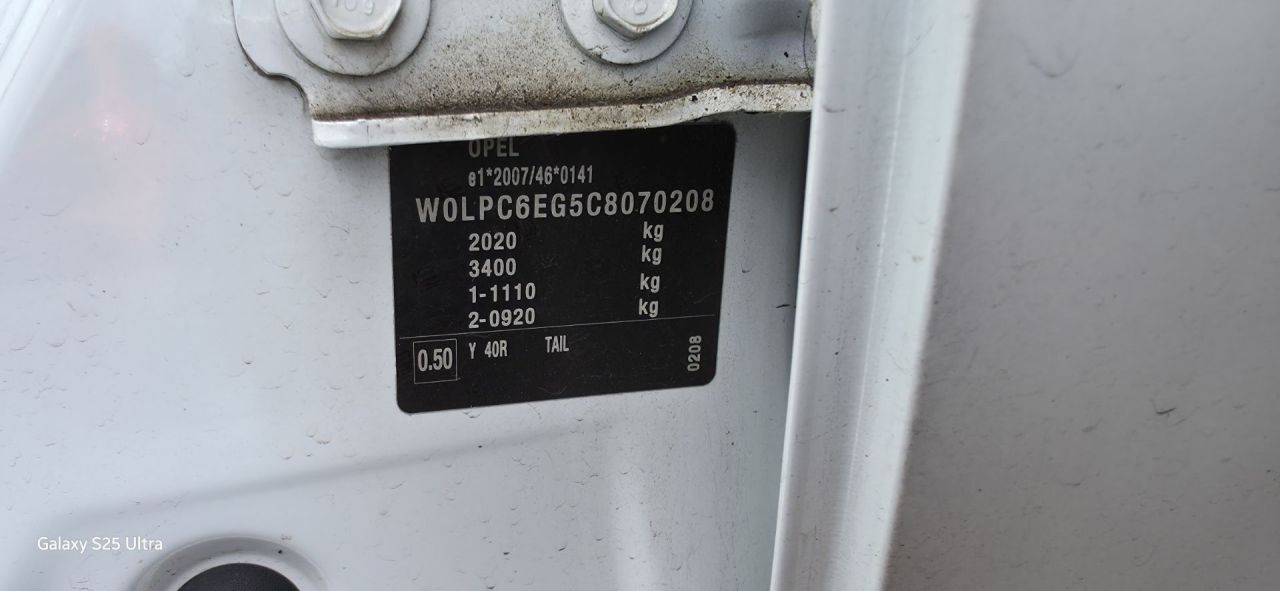 OPEL
e1*2007/46*0141
W0LPC6EG5C8070208
2020 kg
3400 kg
1-1110 kg
2-0920 kg
0.50 Y 40R TAIL 0208
Galaxy S25 Ultra